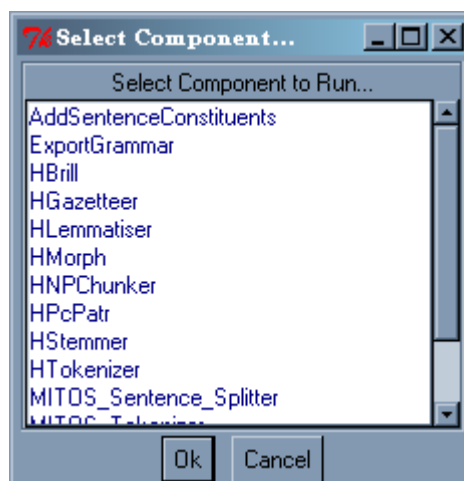 Select Component...
Select Component to Run...
AddSentenceConstituents
ExportGrammar
HBrill
HGazetteer
HLemmatiser
HMorph
HNPChunker
HPcPatr
HStemmer
HTokenizer
MITOS_Sentence_Splitter
MITOS_Tokenizer
Ok Cancel